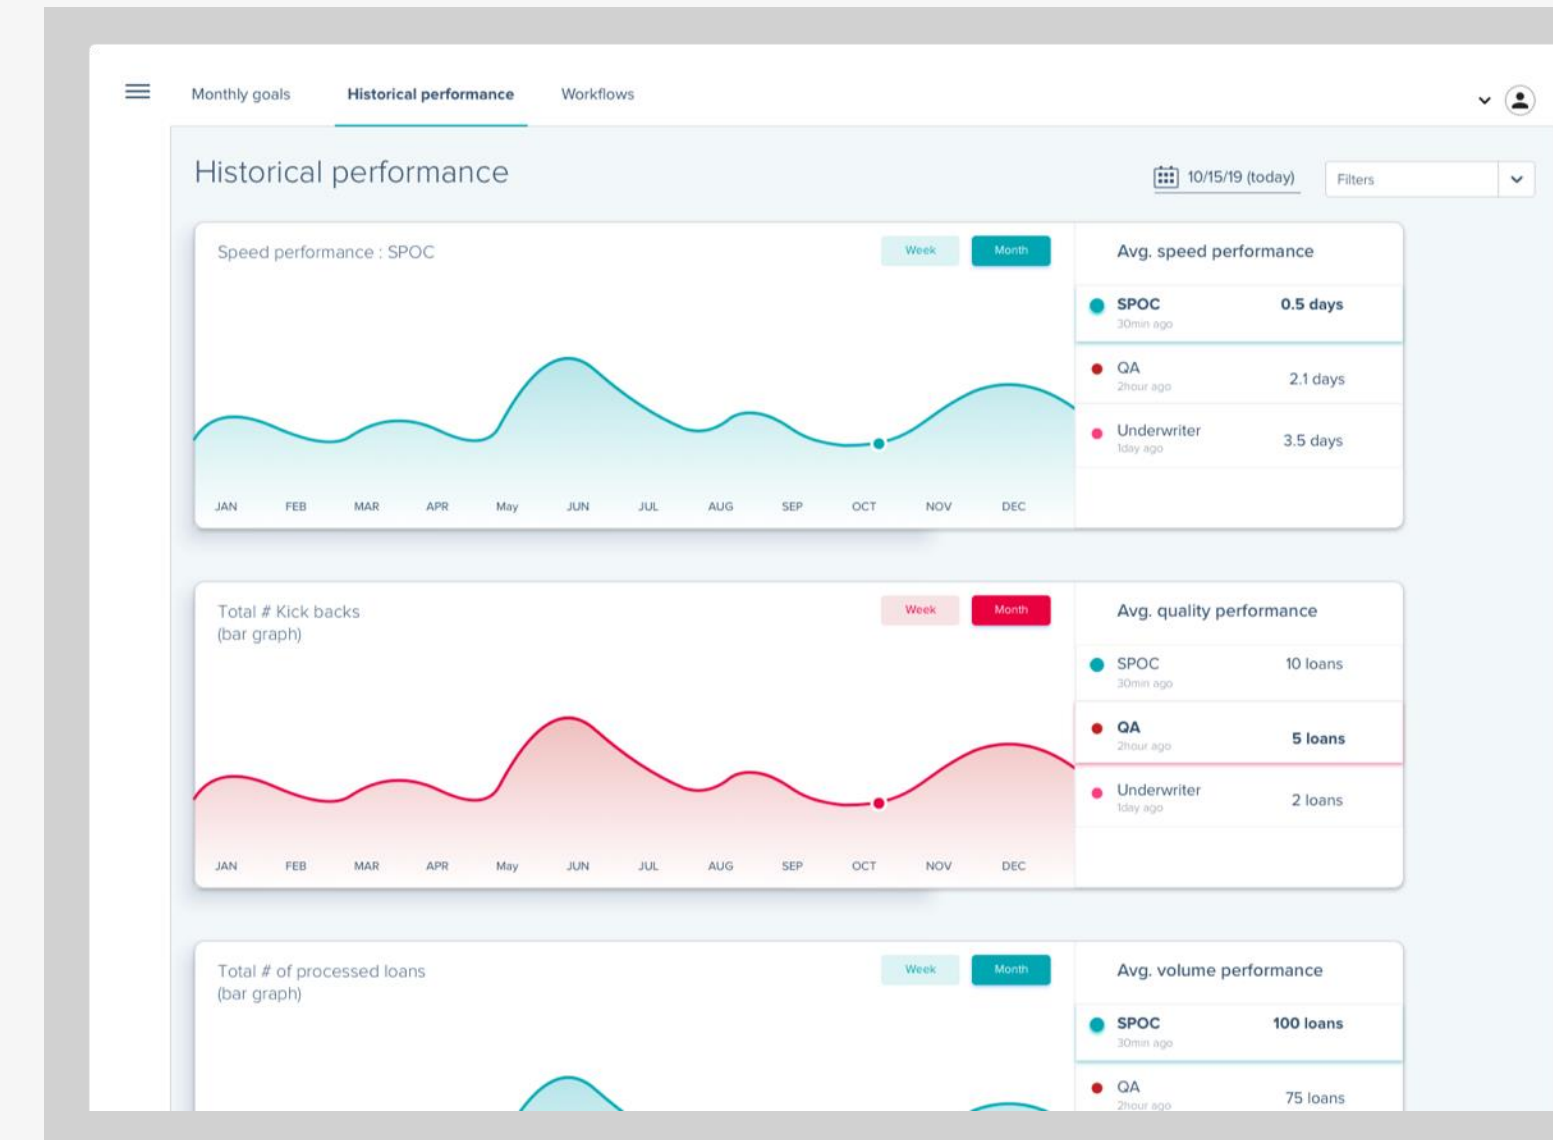 Monthly goals Historical performance Workflows
Historical performance
10/15/19 (today) Filters
Speed performance : SPOC
Week Month
JAN FEB MAR APR May JUN JUL AUG SEP OCT NOV DEC
Avg. speed performance
SPOC 0.5 days
30min ago
QA 2.1 days
2hour ago
Underwriter 3.5 days
1day ago
Total # Kick backs
(bar graph)
Week Month
JAN FEB MAR APR May JUN JUL AUG SEP OCT NOV DEC
Avg. quality performance
SPOC 10 loans
30min ago
QA 5 loans
2hour ago
Underwriter 2 loans
1day ago
Total # of processed loans
(bar graph)
Week Month
Avg. volume performance
SPOC 100 loans
30min ago
QA 75 loans
2hour ago